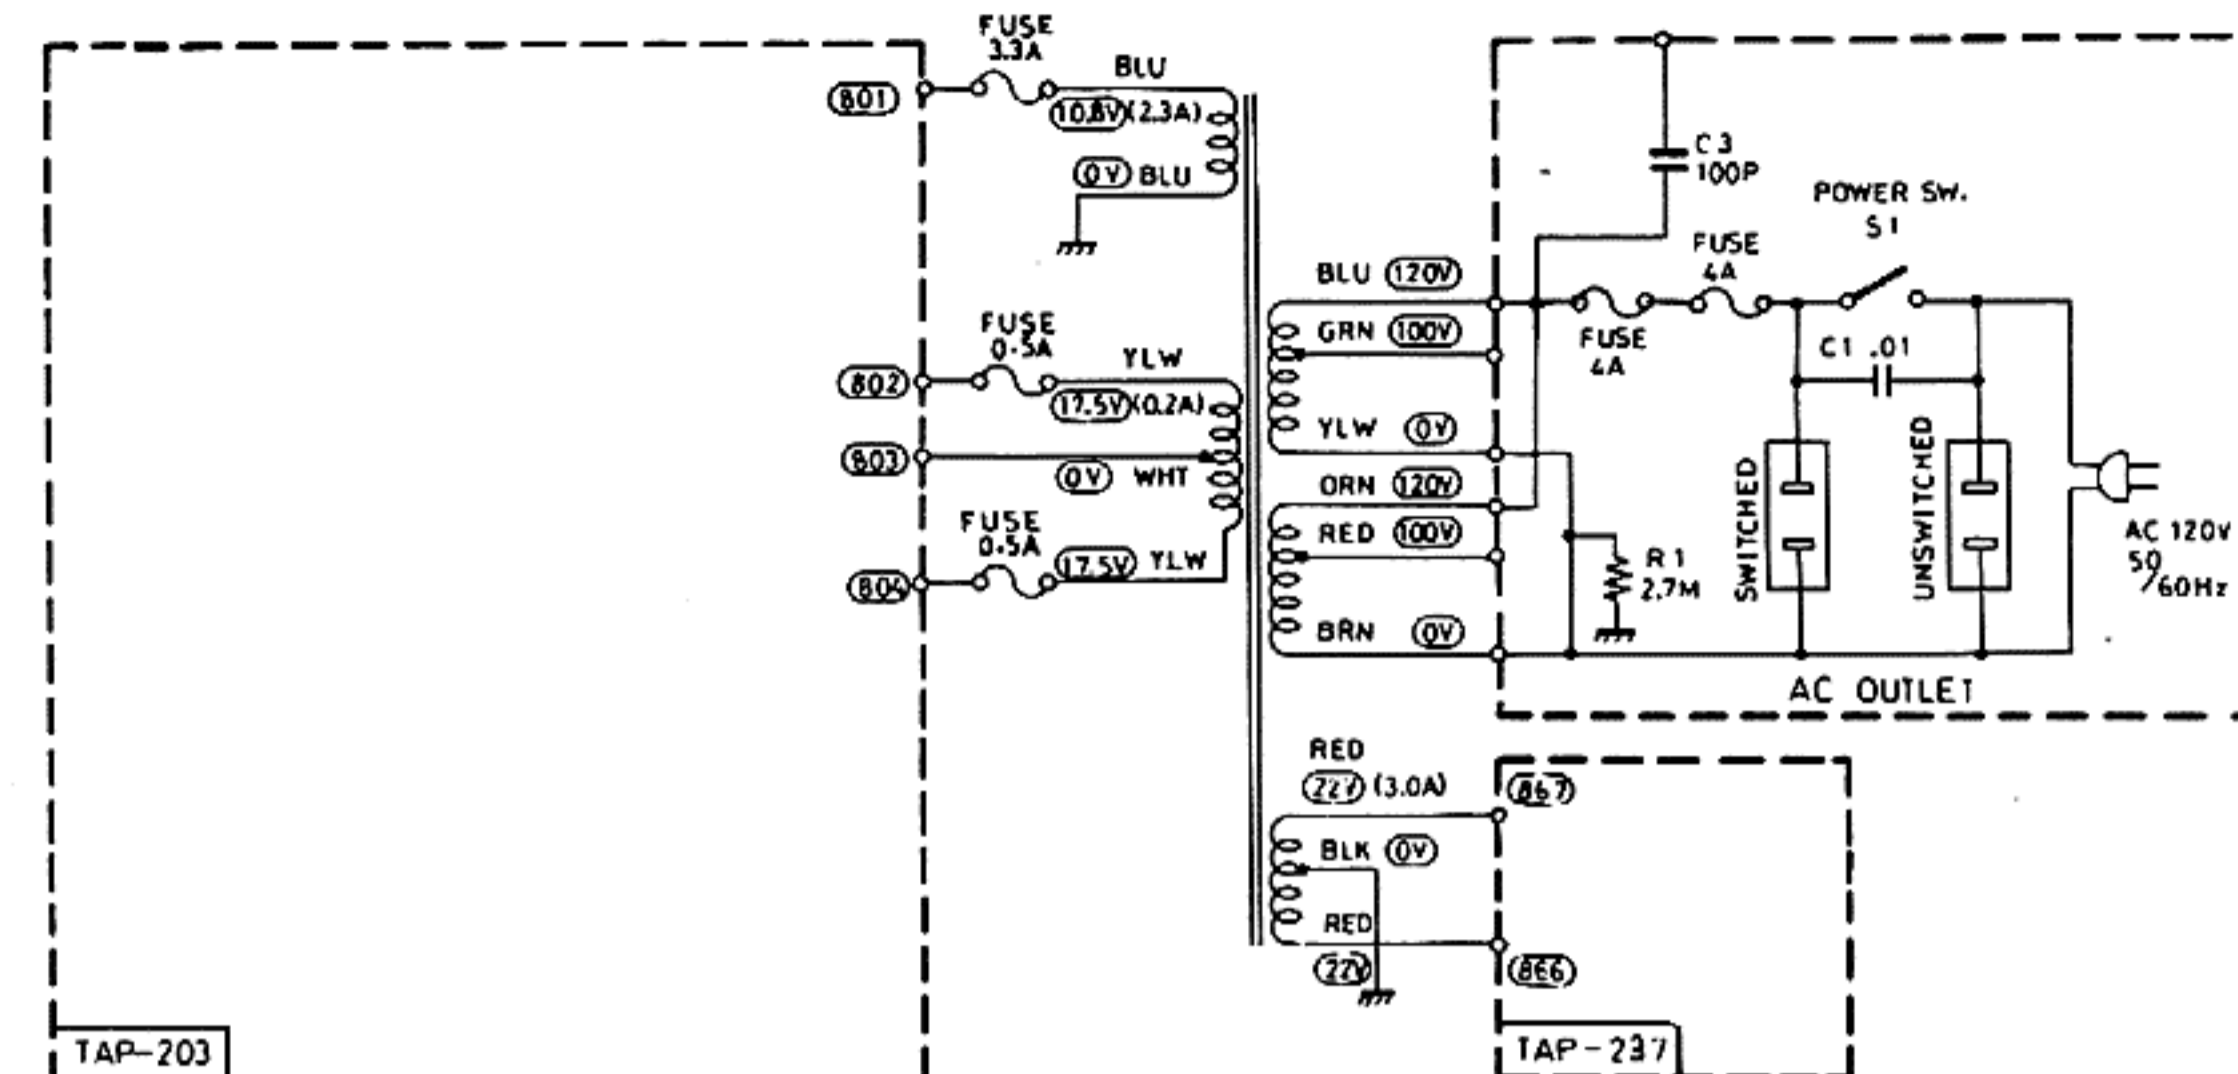 FUSE
3.3A
801
BLU
10.8V (2.3A)
0V BLU
FUSE
0.5A
802
YLW
17.5V (0.2A)
803
0V WHT
FUSE
0.5A
804
17.5V YLW
C3
100P
POWER SW.
S1
FUSE
4A
FUSE
4A
BLU 120V
GRN 100V
YLW 0V
ORN 120V
RED 100V
BRN 0V
C1 .01
R1
2.7M
SWITCHED
UNSWITCHED
AC 120V
50
/60Hz
AC OUTLET
RED
22V (3.0A)
867
BLK 0V
RED
22V
866
TAP-203
TAP-237